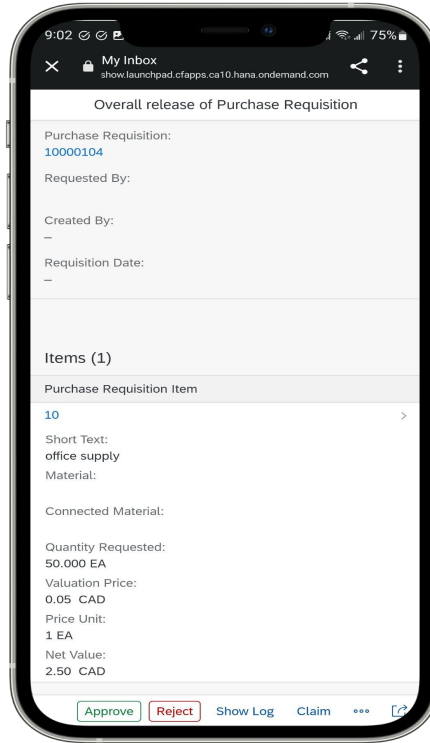 9:02 75%
My Inbox
show.launchpad.cfapps.ca10.hana.ondemand.com
Overall release of Purchase Requisition
Purchase Requisition:
10000104
Requested By:
Created By:
–
Requisition Date:
–
Items (1)
Purchase Requisition Item
10
Short Text:
office supply
Material:
Connected Material:
Quantity Requested:
50.000 EA
Valuation Price:
0.05 CAD
Price Unit:
1 EA
Net Value:
2.50 CAD
Approve Reject Show Log Claim